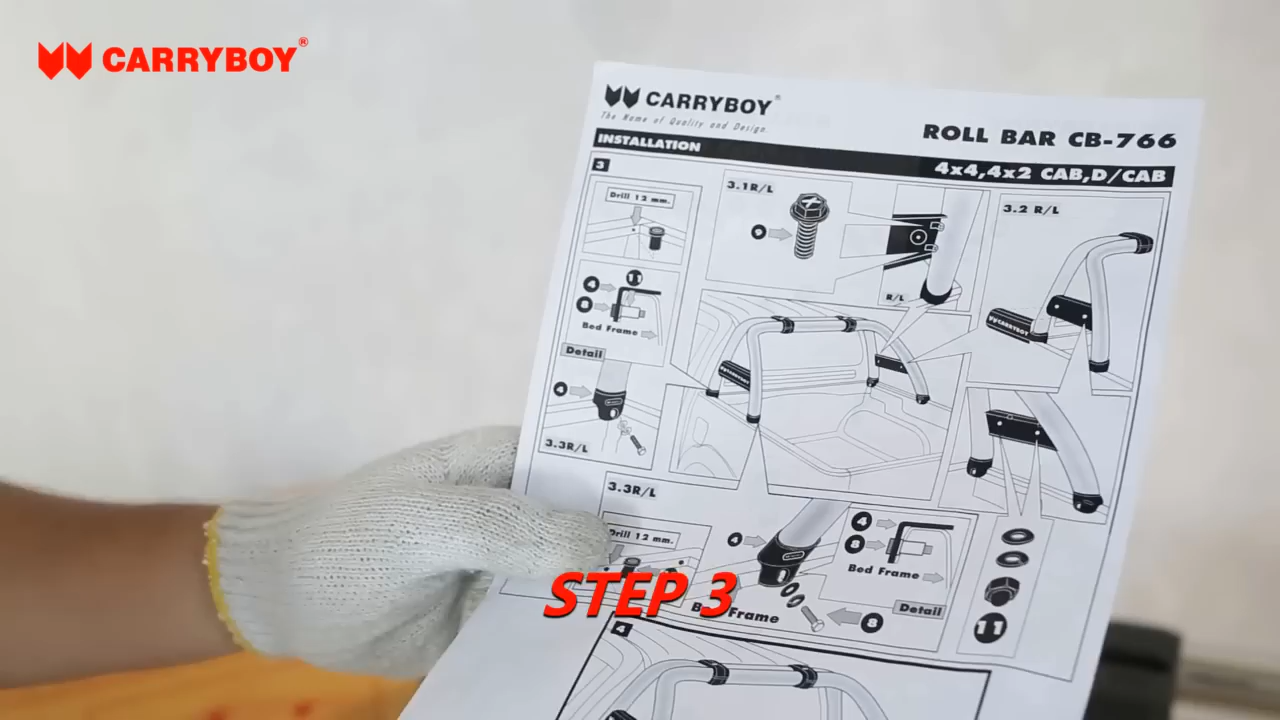 CARRYBOY®
CARRYBOY®
The Name of Quality and Design.
ROLL BAR CB-766
INSTALLATION
4x4,4x2 CAB,D/CAB
3
Drill 12 mm.
3.1R/L
9
R/L
3.2 R/L
CARRYBOY
11
4
8
Bed Frame
Detail
4
3.3R/L
3.3R/L
Drill 12 mm.
4
4
8
Bed Frame
Detail
8
Bed Frame
11
STEP 3
4